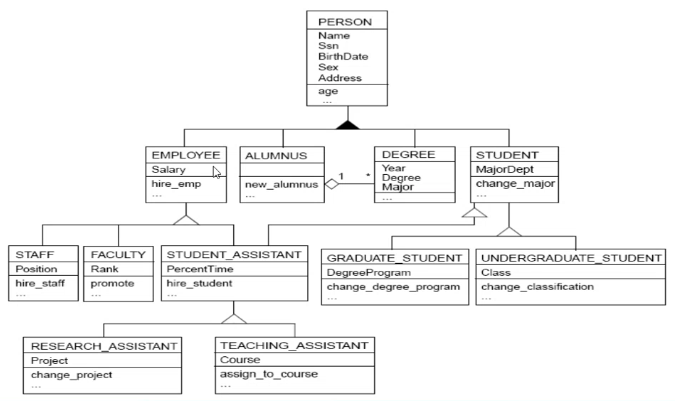 PERSON
Name
Ssn
BirthDate
Sex
Address
age
...
EMPLOYEE
Salary
hire_emp
...
ALUMNUS
new_alumnus
...
1
*
DEGREE
Year
Degree
Major
...
STUDENT
MajorDept
change_major
...
STAFF
Position
hire_staff
...
FACULTY
Rank
promote
...
STUDENT_ASSISTANT
PercentTime
hire_student
...
GRADUATE_STUDENT
DegreeProgram
change_degree_program
...
UNDERGRADUATE_STUDENT
Class
change_classification
...
RESEARCH_ASSISTANT
Project
change_project
...
TEACHING_ASSISTANT
Course
assign_to_course
...